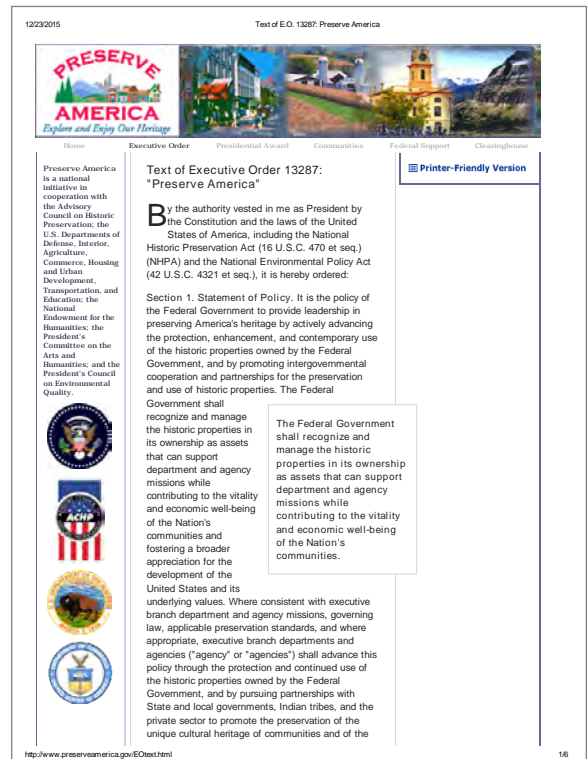 12/23/2015
Text of E.O. 13287: Preserve America
PRESERVE
AMERICA
Explore and Enjoy Our Heritage
Home
Executive Order
Presidential Award
Communities
Federal Support
Clearinghouse
Preserve America
is a national
initiative in
cooperation with
the Advisory
Council on Historic
Preservation; the
U.S. Departments of
Defense, Interior,
Agriculture,
Commerce, Housing
and Urban
Development,
Transportation, and
Education; the
National
Endowment for the
Humanities; the
President's
Committee on the
Arts and
Humanities; and the
President's Council
on Environmental
Quality.
ACHP
Text of Executive Order 13287:
"Preserve America"
By the authority vested in me as President by
the Constitution and the laws of the United
States of America, including the National
Historic Preservation Act (16 U.S.C. 470 et seq.)
(NHPA) and the National Environmental Policy Act
(42 U.S.C. 4321 et seq.), it is hereby ordered:
Section 1. Statement of Policy. It is the policy of
the Federal Government to provide leadership in
preserving America's heritage by actively advancing
the protection, enhancement, and contemporary use
of the historic properties owned by the Federal
Government, and by promoting intergovernmental
cooperation and partnerships for the preservation
and use of historic properties. The Federal
Government shall
recognize and manage
the historic properties in
its ownership as assets
that can support
department and agency
missions while
contributing to the vitality
and economic well-being
of the Nation's
communities and
fostering a broader
appreciation for the
development of the
United States and its
underlying values. Where consistent with executive
branch department and agency missions, governing
law, applicable preservation standards, and where
appropriate, executive branch departments and
agencies ("agency" or "agencies") shall advance this
policy through the protection and continued use of
the historic properties owned by the Federal
Government, and by pursuing partnerships with
State and local governments, Indian tribes, and the
private sector to promote the preservation of the
unique cultural heritage of communities and of the
The Federal Government
shall recognize and
manage the historic
properties in its ownership
as assets that can support
department and agency
missions while
contributing to the vitality
and economic well-being
of the Nation's
communities.
Printer-Friendly Version
http://www.preserveamerica.gov/EOtext.html
1/6